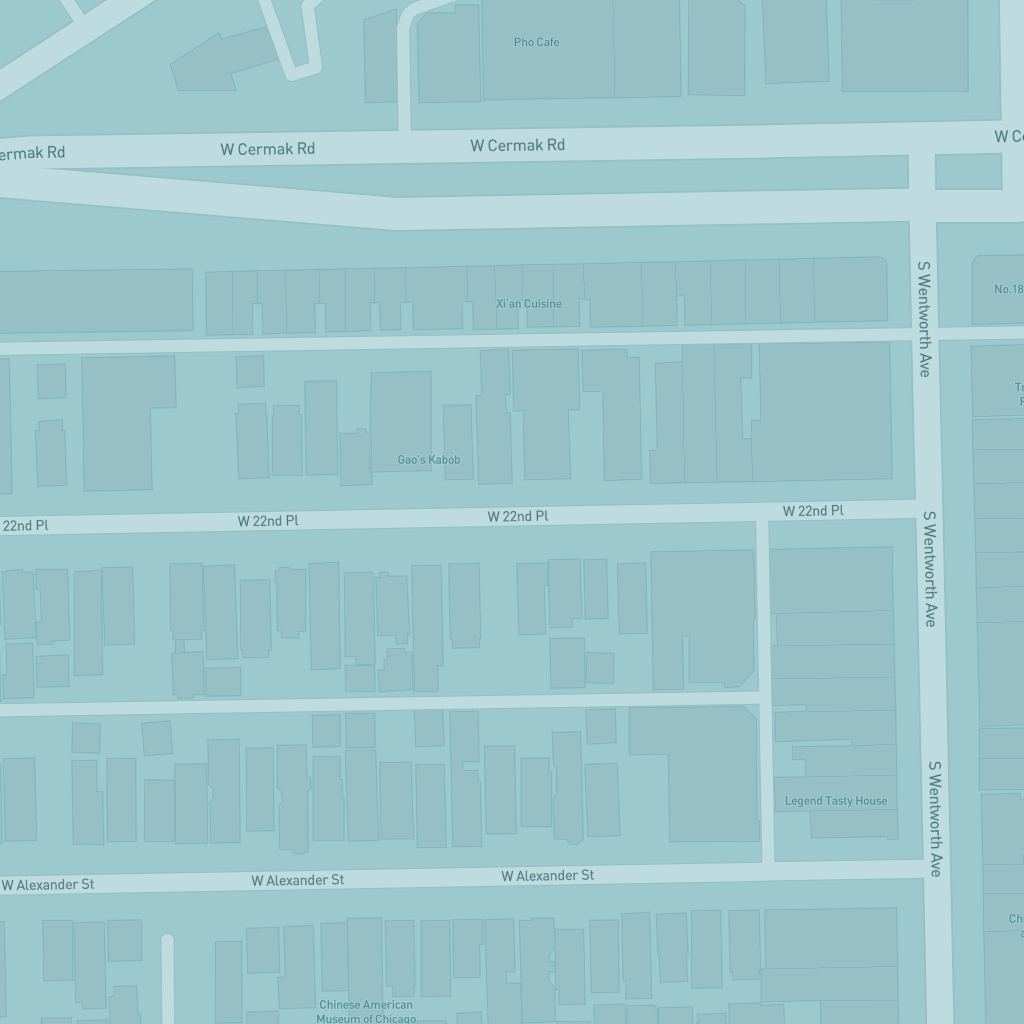 Pho Cafe
W Cermak Rd
W Cermak Rd
ermak Rd
W C
S Wentworth Ave
No.18
Xi'an Cuisine
Gao's Kabob
22nd Pl
W 22nd Pl
W 22nd Pl
W 22nd Pl
S Wentworth Ave
S Wentworth Ave
Legend Tasty House
W Alexander St
W Alexander St
W Alexander St
Chinese American
Museum of Chicago